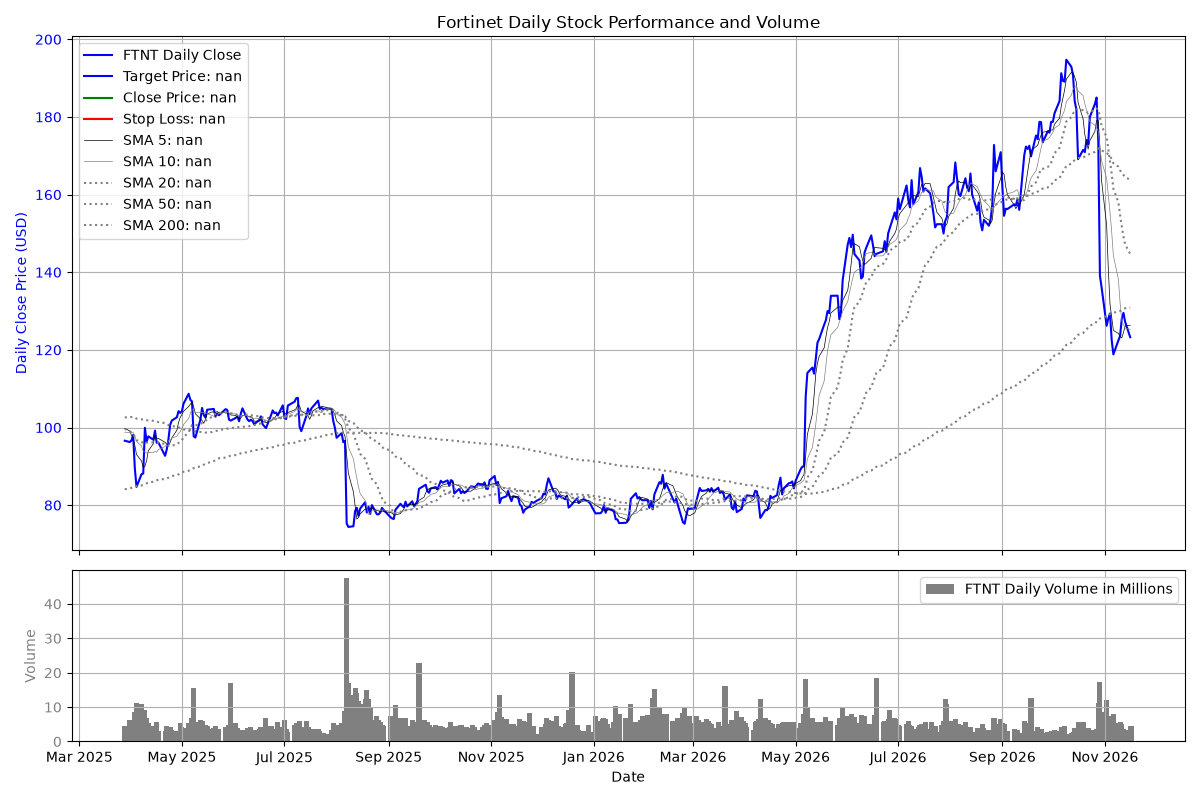 Fortinet Daily Stock Performance and Volume
200
180
160
140
120
100
80
Daily Close Price (USD)
FTNT Daily Close
Target Price: nan
Close Price: nan
Stop Loss: nan
SMA 5: nan
SMA 10: nan
SMA 20: nan
SMA 50: nan
SMA 200: nan
FTNT Daily Volume in Millions
40
30
20
10
0
Volume
Mar 2025 May 2025 Jul 2025 Sep 2025 Nov 2025 Jan 2026 Mar 2026 May 2026 Jul 2026 Sep 2026 Nov 2026
Date